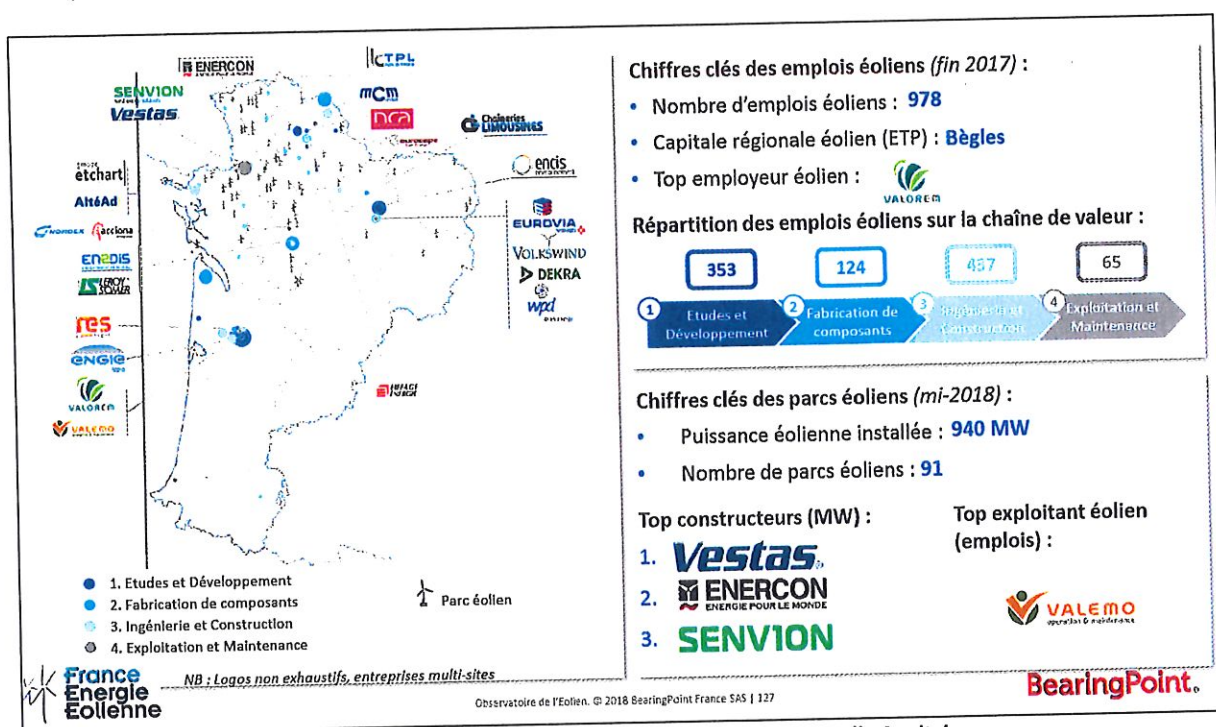 ENERCON
SENVION
Vestas
TPL
mcm
nca
Chaîneries
LIMOUSINES
encis
etchart
AltéAd
NORDEX acciona
EN2DIS
LEROY
SOMER
res
ENGIE
VALOREM
VALEMO
EUROVIA
VOLKSWIND
DEKRA
wpd
1. Etudes et Développement
2. Fabrication de composants
3. Ingénierie et Construction
4. Exploitation et Maintenance
Parc éolien
France
Energie
Eolienne
NB : Logos non exhaustifs, entreprises multi-sites
Chiffres clés des emplois éoliens (fin 2017) :
• Nombre d'emplois éoliens : 978
• Capitale régionale éolien (ETP) : Bègles
• Top employeur éolien :
VALOREM
Répartition des emplois éoliens sur la chaîne de valeur :
353 124 65
1 Etudes et
Développement
2 Fabrication de
composants
3 Ingénierie et
Construction
4 Exploitation et
Maintenance
Chiffres clés des parcs éoliens (mi-2018) :
• Puissance éolienne installée : 940 MW
• Nombre de parcs éoliens : 91
Top constructeurs (MW) :
1. Vestas
2. ENERCON
ENERGIE POUR LE MONDE
3. SENVION
Top exploitant éolien
(emplois) :
VALEMO
operation & maintenance
Observatoire de l'Eolien. © 2018 BearingPoint France SAS | 127
BearingPoint.